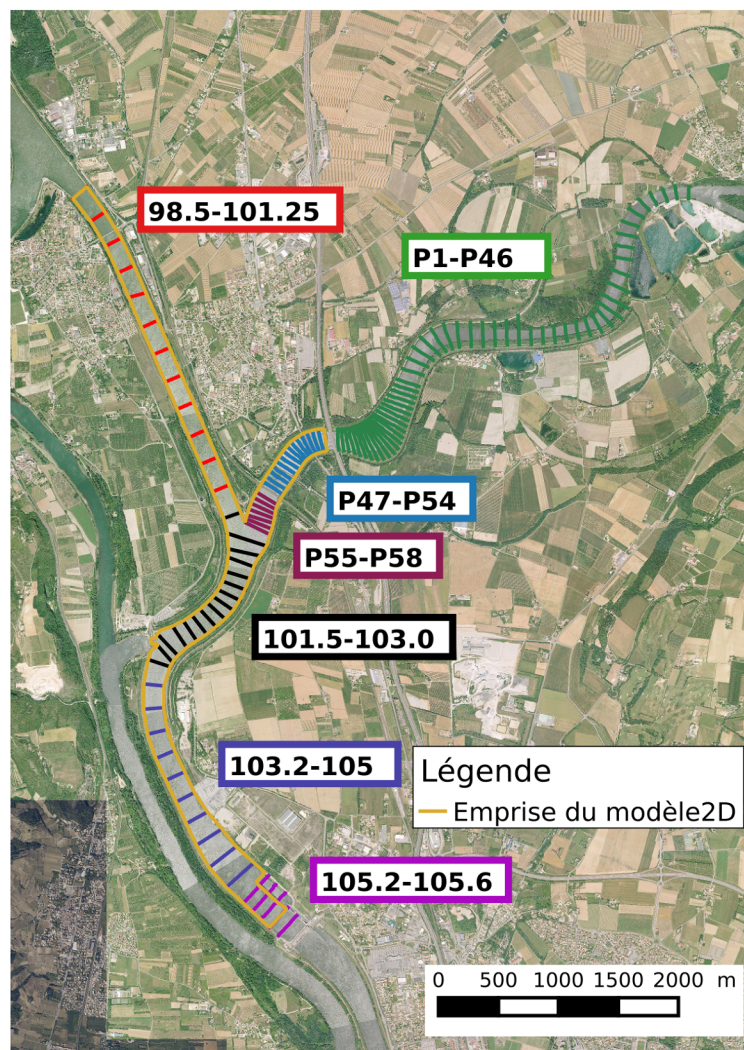 98.5-101.25
P1-P46
P47-P54
P55-P58
101.5-103.0
103.2-105
Légende
Emprise du modèle2D
105.2-105.6
0 500 1000 1500 2000 m